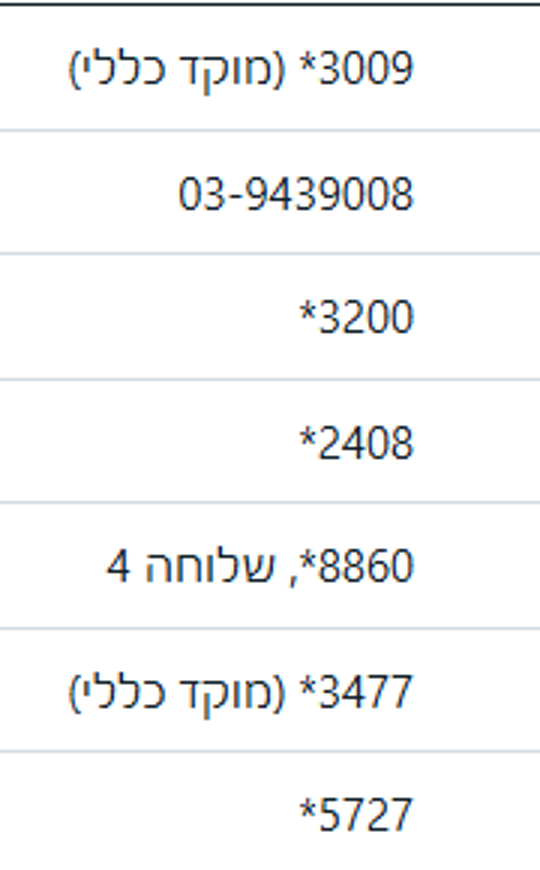 *3009 (מוקד כללי)
03-9439008
*3200
*2408
*8860, שלוחה 4
*3477 (מוקד כללי)
*5727